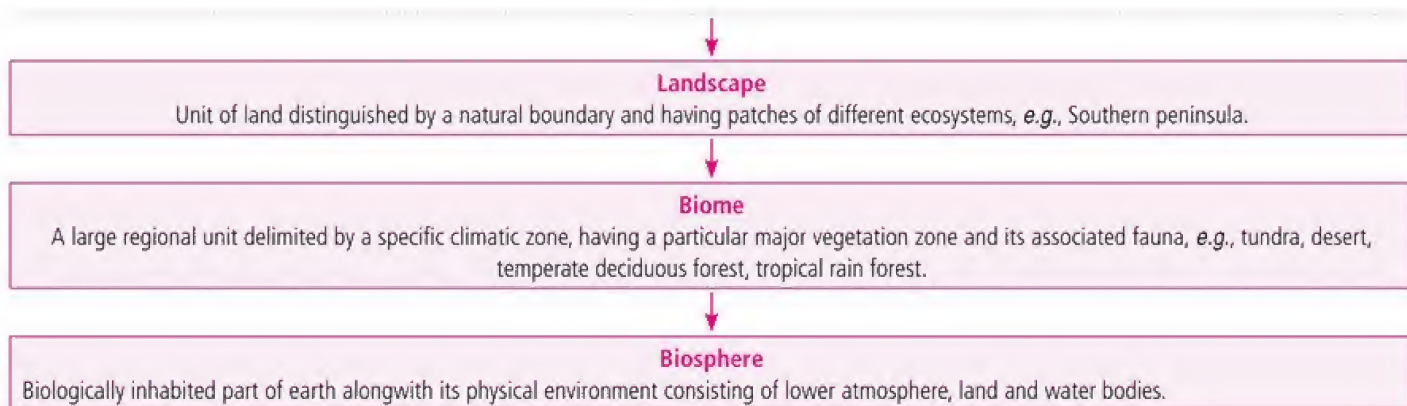 Landscape
Unit of land distinguished by a natural boundary and having patches of different ecosystems, e.g., Southern peninsula.
Biome
A large regional unit delimited by a specific climatic zone, having a particular major vegetation zone and its associated fauna, e.g., tundra, desert,
temperate deciduous forest, tropical rain forest.
Biosphere
Biologically inhabited part of earth alongwith its physical environment consisting of lower atmosphere, land and water bodies.